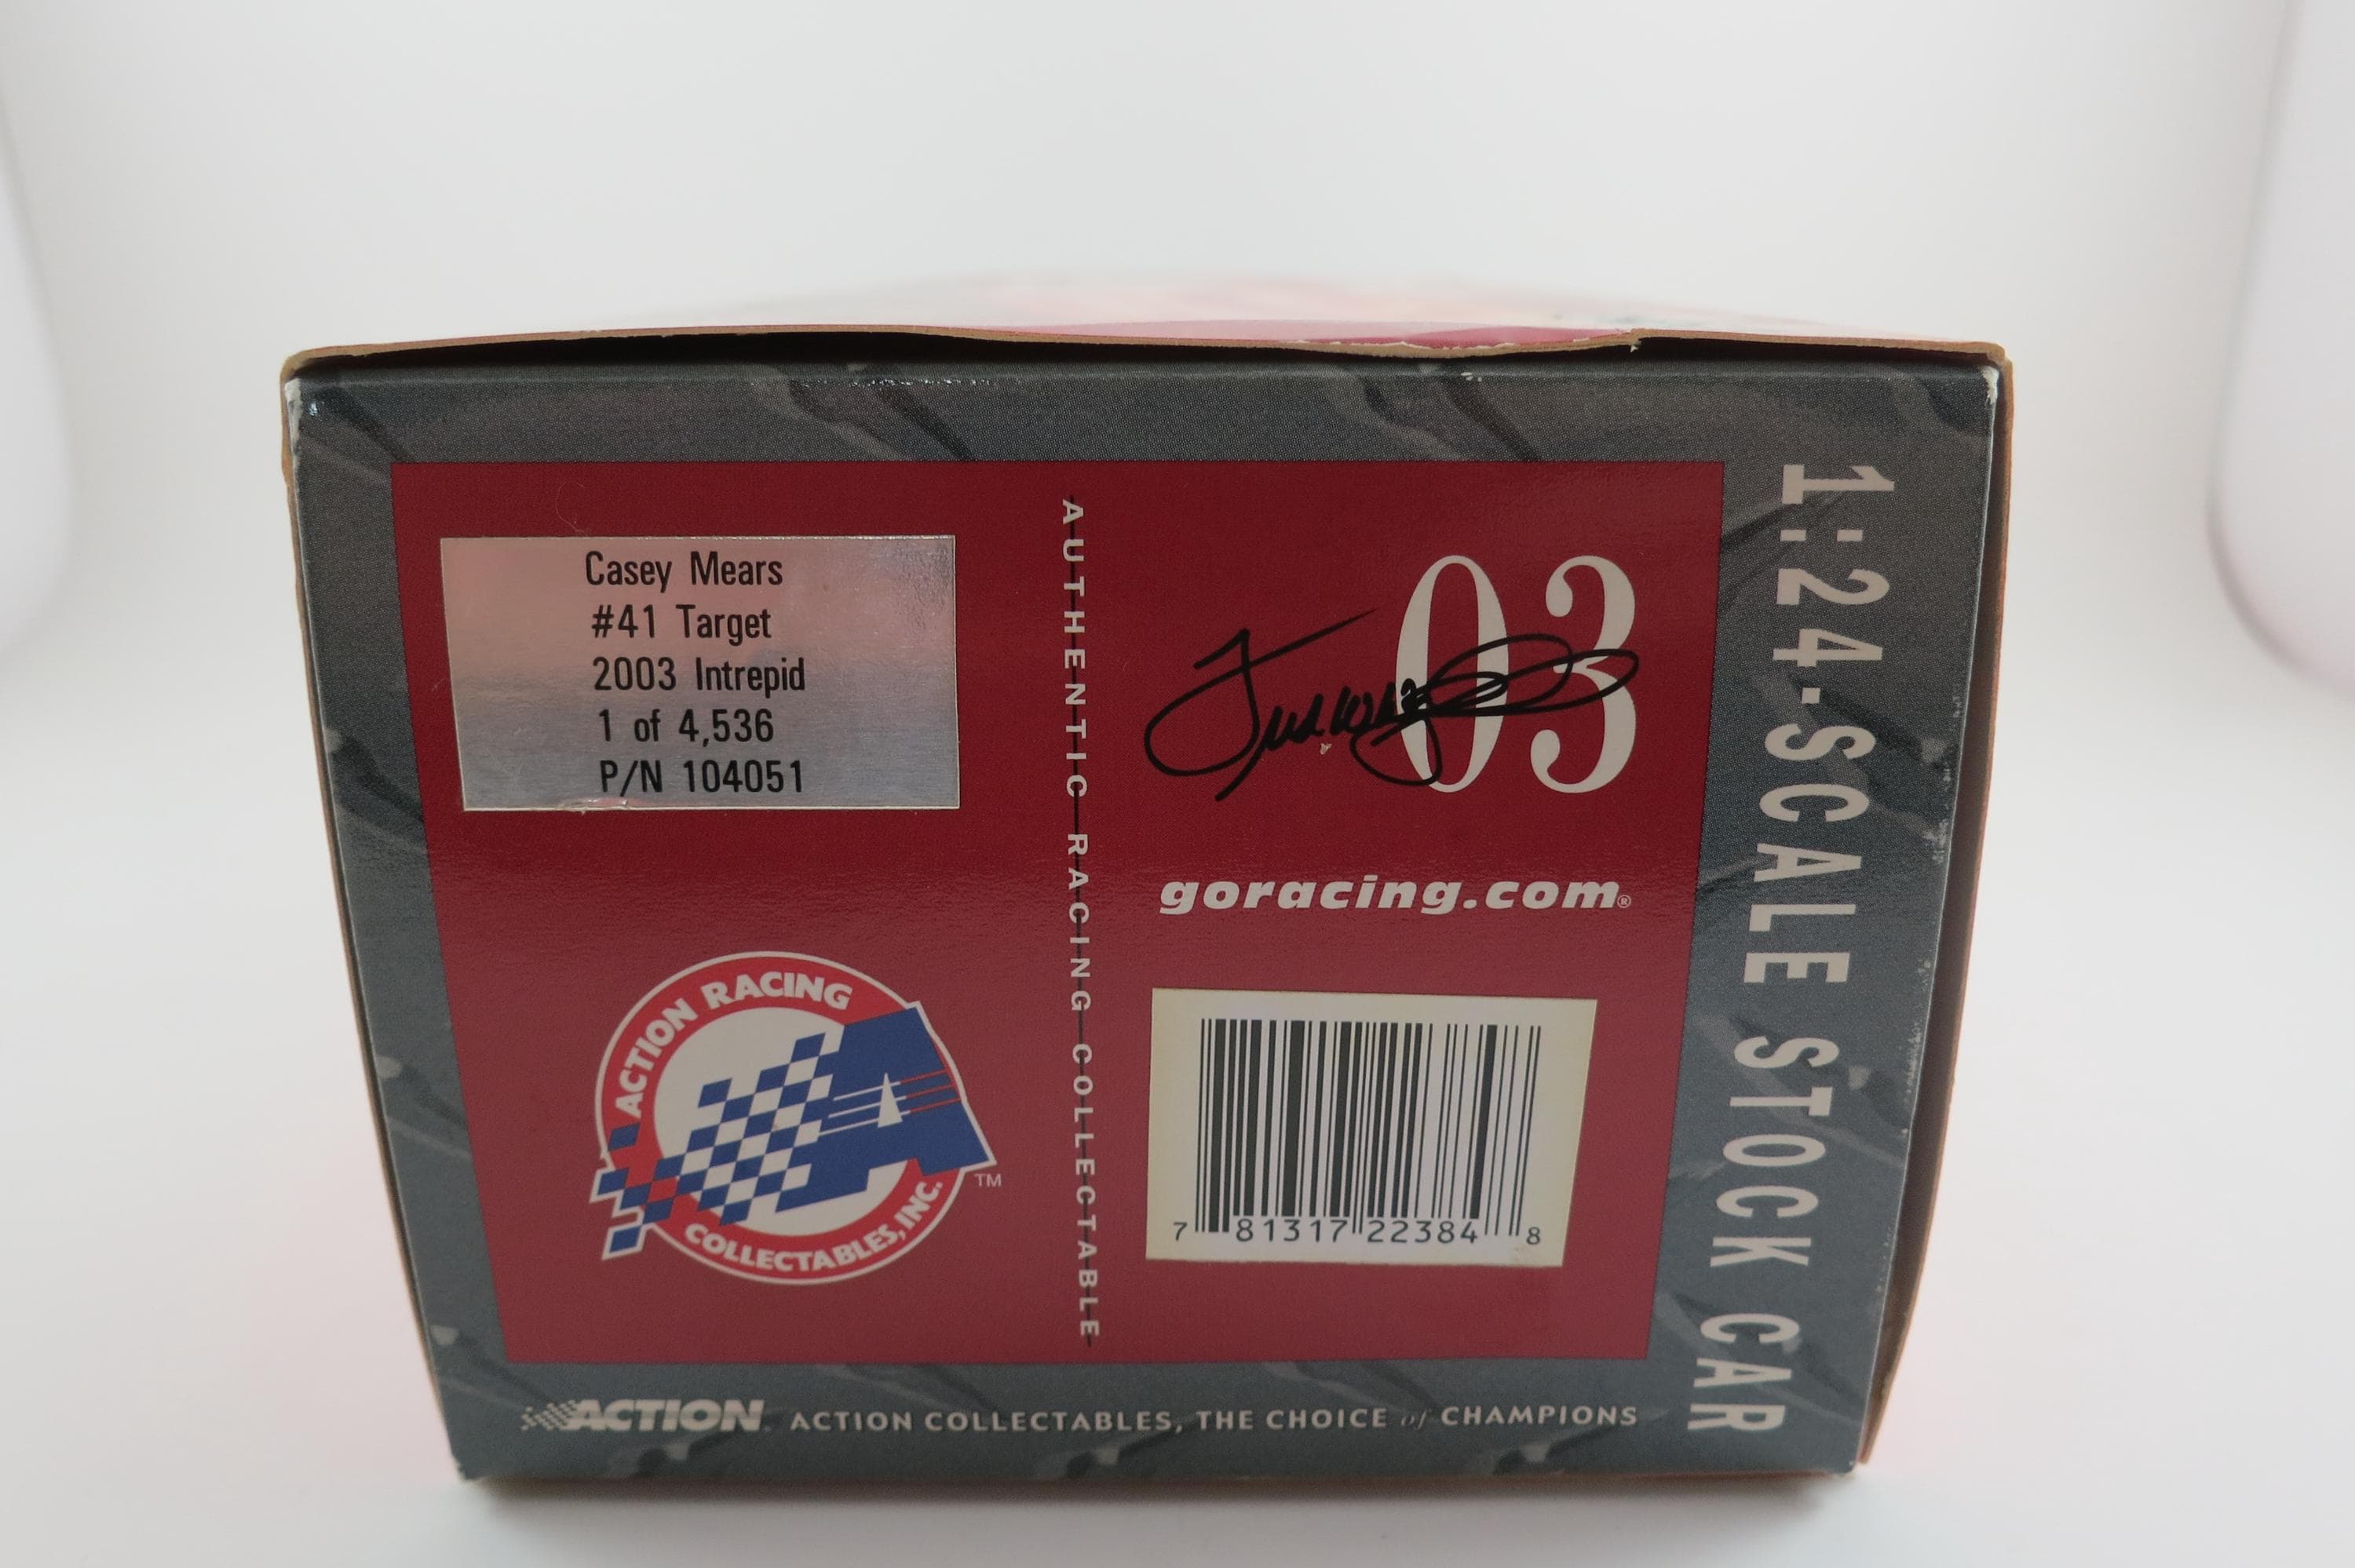 Casey Mears
#41 Target
2003 Intrepid
1 of 4,536
P/N 104051
AUTHENTIC RACING COLLECTABLE
03
goracing.com®
ACTION RACING
COLLECTABLES, INC.
TM
7 81317 22384 8
1:24-SCALE STOCK CAR
ACTION
ACTION COLLECTABLES, THE CHOICE of CHAMPIONS